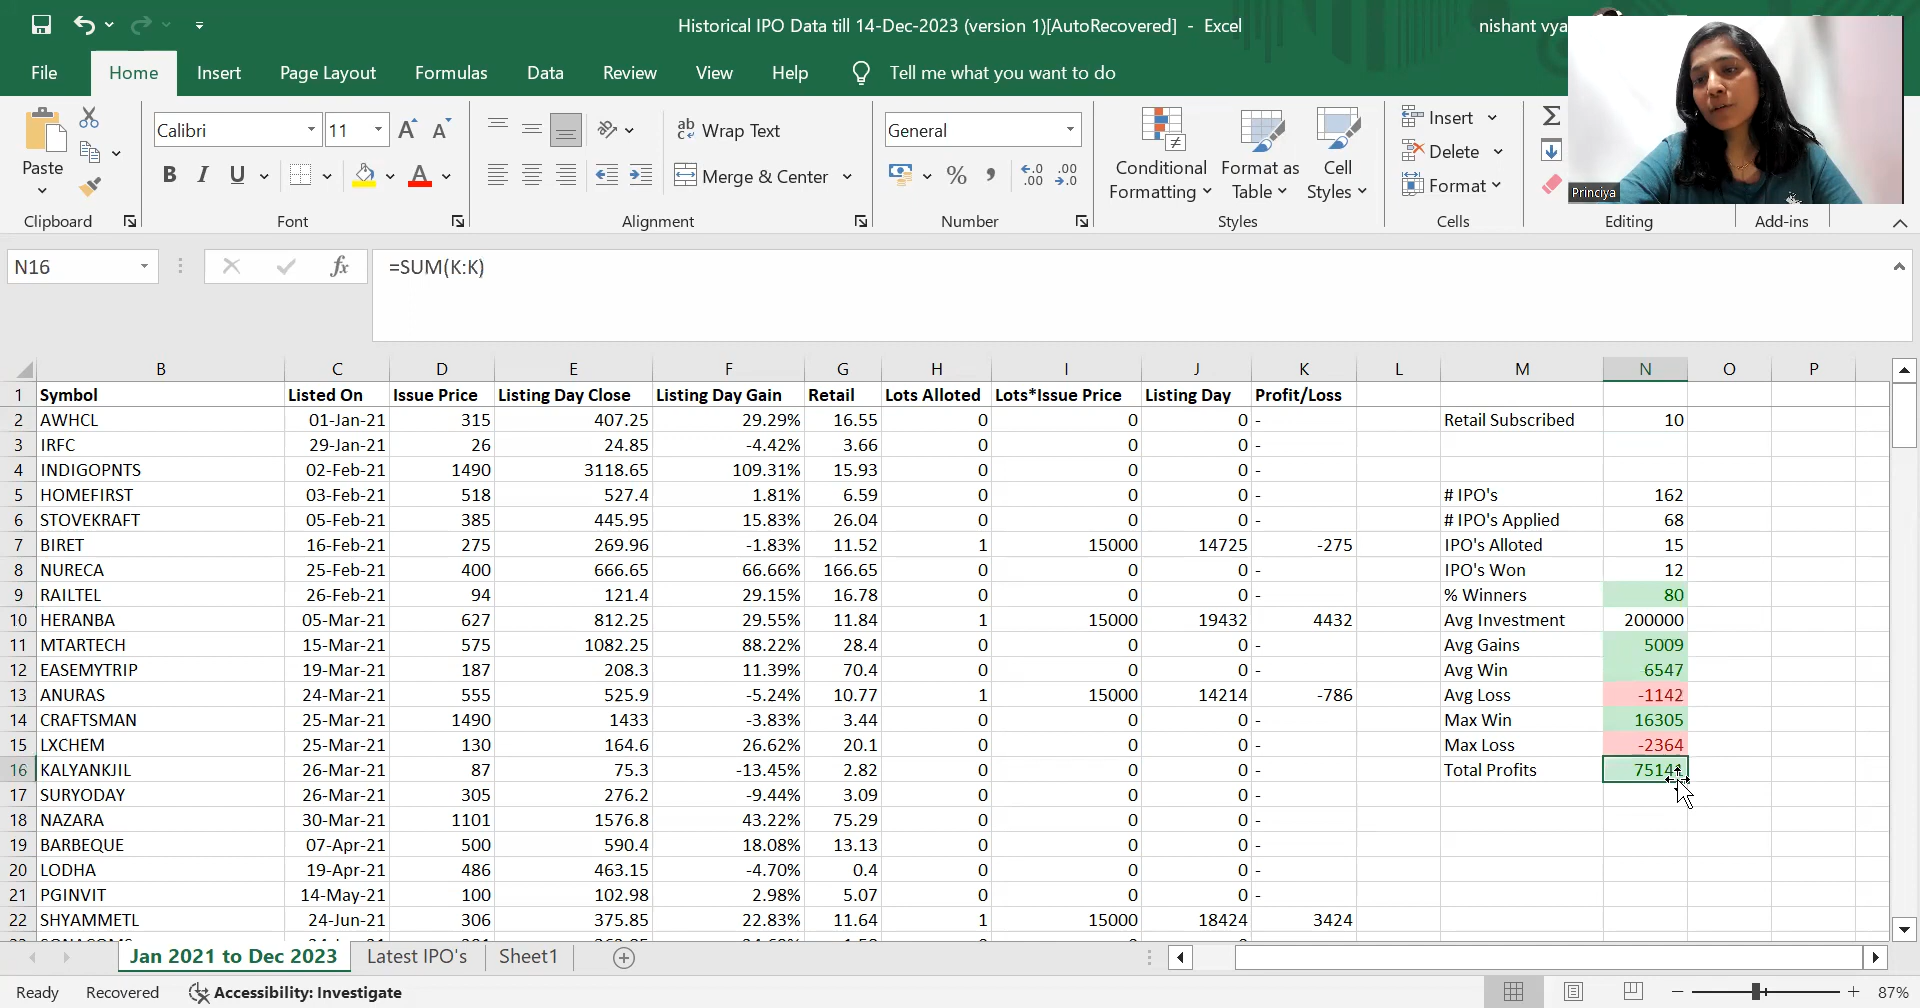 Historical IPO Data till 14-Dec-2023 (version 1)[AutoRecovered] - Excel
nishant vya
File Home Insert Page Layout Formulas Data Review View Help Tell me what you want to do
Calibri 11
Wrap Text
General
Insert
Paste
Conditional Formatting
Format as Table
Cell Styles
Delete
B I U
Merge & Center
Format
Princiya
Clipboard Font Alignment Number Styles Cells Editing Add-ins
N16 fx =SUM(K:K)
B C D E F G H I J K L M N O P
1 Symbol Listed On Issue Price Listing Day Close Listing Day Gain Retail Lots Alloted Lots*Issue Price Listing Day Profit/Loss
2 AWHCL 01-Jan-21 315 407.25 29.29% 16.55 0 0 0 - Retail Subscribed 10
3 IRFC 29-Jan-21 26 24.85 -4.42% 3.66 0 0 0 -
4 INDIGOPNTS 02-Feb-21 1490 3118.65 109.31% 15.93 0 0 0 -
5 HOMEFIRST 03-Feb-21 518 527.4 1.81% 6.59 0 0 0 - # IPO's 162
6 STOVEKRAFT 05-Feb-21 385 445.95 15.83% 26.04 0 0 0 - # IPO's Applied 68
7 BIRET 16-Feb-21 275 269.96 -1.83% 11.52 1 15000 14725 -275 IPO's Alloted 15
8 NURECA 25-Feb-21 400 666.65 66.66% 166.65 0 0 0 - IPO's Won 12
9 RAILTEL 26-Feb-21 94 121.4 29.15% 16.78 0 0 0 - % Winners 80
10 HERANBA 05-Mar-21 627 812.25 29.55% 11.84 1 15000 19432 4432 Avg Investment 200000
11 MTARTECH 15-Mar-21 575 1082.25 88.22% 28.4 0 0 0 - Avg Gains 5009
12 EASEMYTRIP 19-Mar-21 187 208.3 11.39% 70.4 0 0 0 - Avg Win 6547
13 ANURAS 24-Mar-21 555 525.9 -5.24% 10.77 1 15000 14214 -786 Avg Loss -1142
14 CRAFTSMAN 25-Mar-21 1490 1433 -3.83% 3.44 0 0 0 - Max Win 16305
15 LXCHEM 25-Mar-21 130 164.6 26.62% 20.1 0 0 0 - Max Loss -2364
16 KALYANKJIL 26-Mar-21 87 75.3 -13.45% 2.82 0 0 0 - Total Profits
17 SURYODAY 26-Mar-21 305 276.2 -9.44% 3.09 0 0 0 -
18 NAZARA 30-Mar-21 1101 1576.8 43.22% 75.29 0 0 0 -
19 BARBEQUE 07-Apr-21 500 590.4 18.08% 13.13 0 0 0 -
20 LODHA 19-Apr-21 486 463.15 -4.70% 0.4 0 0 0 -
21 PGINVIT 14-May-21 100 102.98 2.98% 5.07 0 0 0 -
22 SHYAMMETL 24-Jun-21 306 375.85 22.83% 11.64 1 15000 18424 3424
Jan 2021 to Dec 2023 Latest IPO's Sheet1
Ready Recovered Accessibility: Investigate 87%